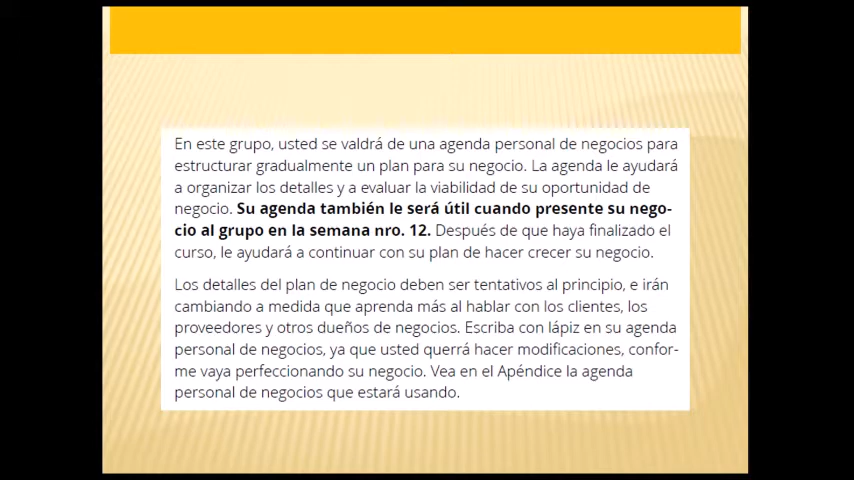 En este grupo, usted se valdrá de una agenda personal de negocios para
estructurar gradualmente un plan para su negocio. La agenda le ayudará
a organizar los detalles y a evaluar la viabilidad de su oportunidad de
negocio. Su agenda también le será útil cuando presente su nego-
cio al grupo en la semana nro. 12. Después de que haya finalizado el
curso, le ayudará a continuar con su plan de hacer crecer su negocio.
Los detalles del plan de negocio deben ser tentativos al principio, e irán
cambiando a medida que aprenda más al hablar con los clientes, los
proveedores y otros dueños de negocios. Escriba con lápiz en su agenda
personal de negocios, ya que usted querrá hacer modificaciones, confor-
me vaya perfeccionando su negocio. Vea en el Apéndice la agenda
personal de negocios que estará usando.